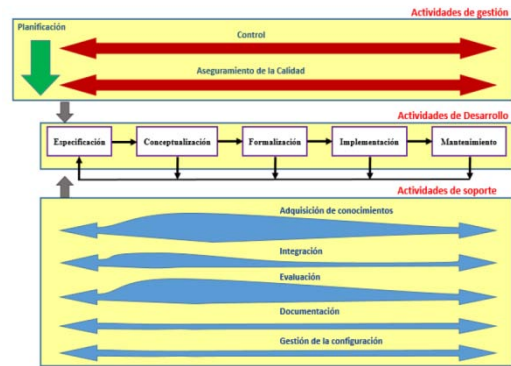 Actividades de gestión
Planificación
Control
Aseguramiento de la Calidad
Actividades de Desarrollo
Especificación
Conceptualización
Formalización
Implementación
Mantenimiento
Actividades de soporte
Adquisición de conocimientos
Integración
Evaluación
Documentación
Gestión de la configuración